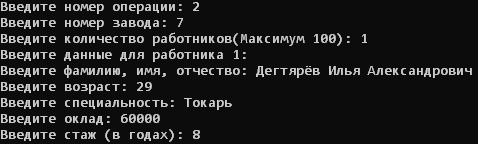 Введите номер операции: 2
Введите номер завода: 7
Введите количество работников(Максимум 100): 1
Введите данные для работника 1:
Введите фамилию, имя, отчество: Дегтярёв Илья Александрович
Введите возраст: 29
Введите специальность: Токарь
Введите оклад: 60000
Введите стаж (в годах): 8